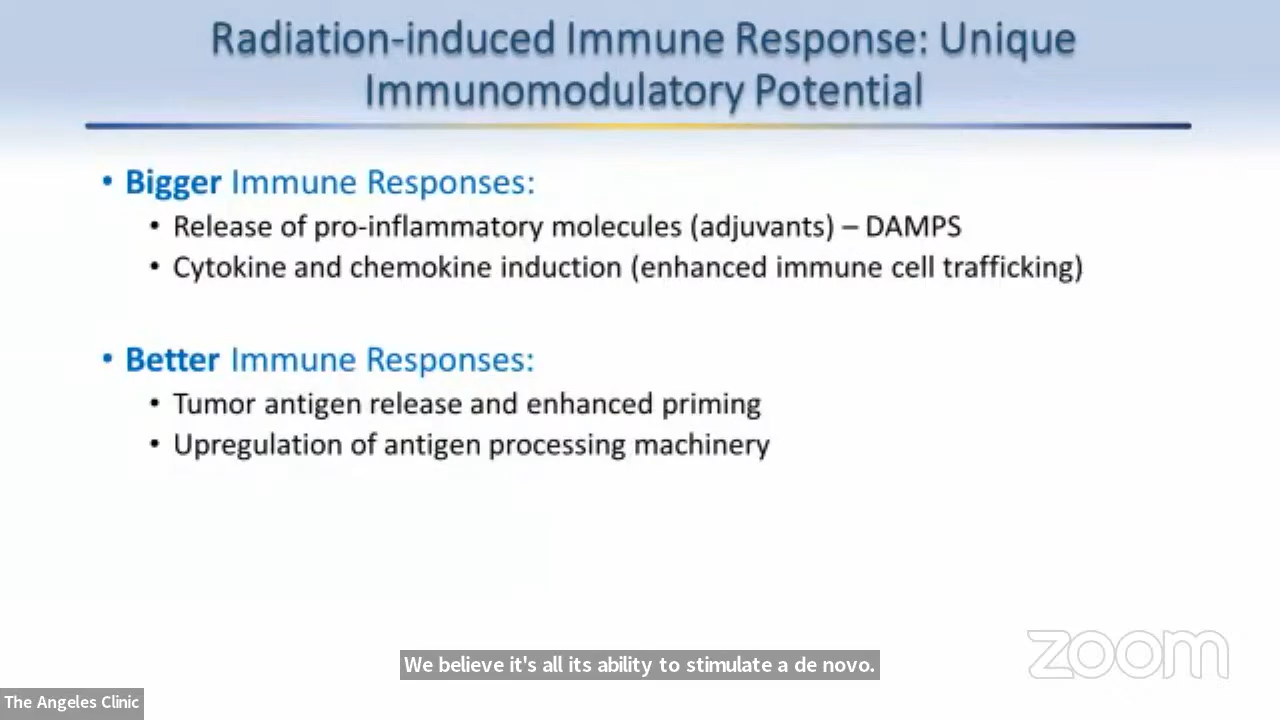 Radiation-induced Immune Response: Unique
Immunomodulatory Potential
• Bigger Immune Responses:
• Release of pro-inflammatory molecules (adjuvants) – DAMPS
• Cytokine and chemokine induction (enhanced immune cell trafficking)
• Better Immune Responses:
• Tumor antigen release and enhanced priming
• Upregulation of antigen processing machinery
We believe it's all its ability to stimulate a de novo.
zoom
The Angeles Clinic